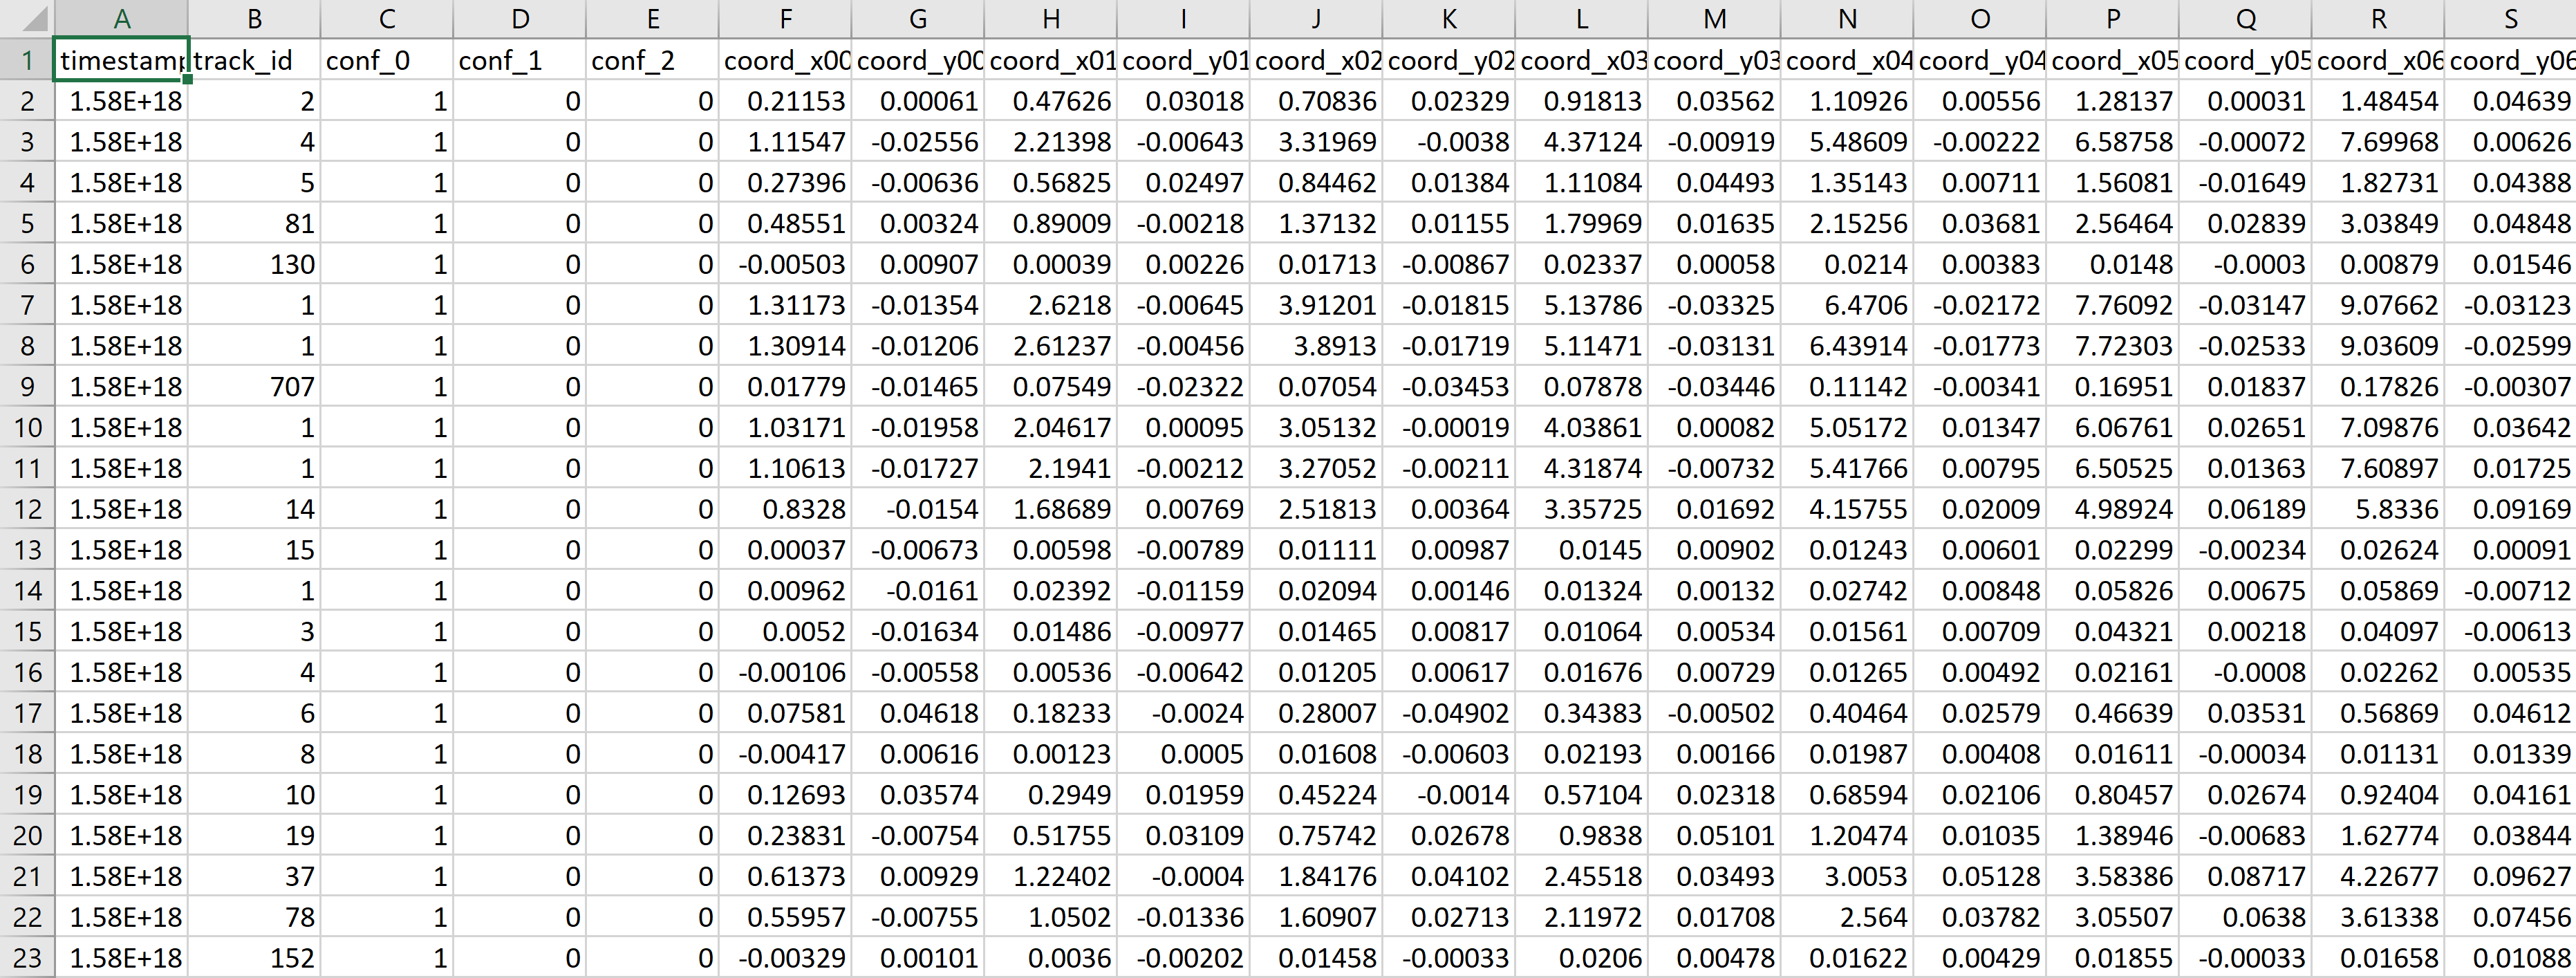 A B C D E F G H I J K L M N O P Q R S
1 timestamp track_id conf_0 conf_1 conf_2 coord_x00 coord_y00 coord_x01 coord_y01 coord_x02 coord_y02 coord_x03 coord_y03 coord_x04 coord_y04 coord_x05 coord_y05 coord_x06 coord_y06
2 1.58E+18 2 1 0 0 0.21153 0.00061 0.47626 0.03018 0.70836 0.02329 0.91813 0.03562 1.10926 0.00556 1.28137 0.00031 1.48454 0.04639
3 1.58E+18 4 1 0 0 1.11547 -0.02556 2.21398 -0.00643 3.31969 -0.0038 4.37124 -0.00919 5.48609 -0.00222 6.58758 -0.00072 7.69968 0.00626
4 1.58E+18 5 1 0 0 0.27396 -0.00636 0.56825 0.02497 0.84462 0.01384 1.11084 0.04493 1.35143 0.00711 1.56081 -0.01649 1.82731 0.04388
5 1.58E+18 81 1 0 0 0.48551 0.00324 0.89009 -0.00218 1.37132 0.01155 1.79969 0.01635 2.15256 0.03681 2.56464 0.02839 3.03849 0.04848
6 1.58E+18 130 1 0 0 -0.00503 0.00907 0.00039 0.00226 0.01713 -0.00867 0.02337 0.00058 0.0214 0.00383 0.0148 -0.0003 0.00879 0.01546
7 1.58E+18 1 1 0 0 1.31173 -0.01354 2.6218 -0.00645 3.91201 -0.01815 5.13786 -0.03325 6.4706 -0.02172 7.76092 -0.03147 9.07662 -0.03123
8 1.58E+18 1 1 0 0 1.30914 -0.01206 2.61237 -0.00456 3.8913 -0.01719 5.11471 -0.03131 6.43914 -0.01773 7.72303 -0.02533 9.03609 -0.02599
9 1.58E+18 707 1 0 0 0.01779 -0.01465 0.07549 -0.02322 0.07054 -0.03453 0.07878 -0.03446 0.11142 -0.00341 0.16951 0.01837 0.17826 -0.00307
10 1.58E+18 1 1 0 0 1.03171 -0.01958 2.04617 0.00095 3.05132 -0.00019 4.03861 0.00082 5.05172 0.01347 6.06761 0.02651 7.09876 0.03642
11 1.58E+18 1 1 0 0 1.10613 -0.01727 2.1941 -0.00212 3.27052 -0.00211 4.31874 -0.00732 5.41766 0.00795 6.50525 0.01363 7.60897 0.01725
12 1.58E+18 14 1 0 0 0.8328 -0.0154 1.68689 0.00769 2.51813 0.00364 3.35725 0.01692 4.15755 0.02009 4.98924 0.06189 5.8336 0.09169
13 1.58E+18 15 1 0 0 0.00037 -0.00673 0.00598 -0.00789 0.01111 0.00987 0.0145 0.00902 0.01243 0.00601 0.02299 -0.00234 0.02624 0.00091
14 1.58E+18 1 1 0 0 0.00962 -0.0161 0.02392 -0.01159 0.02094 0.00146 0.01324 0.00132 0.02742 0.00848 0.05826 0.00675 0.05869 -0.00712
15 1.58E+18 3 1 0 0 0.0052 -0.01634 0.01486 -0.00977 0.01465 0.00817 0.01064 0.00534 0.01561 0.00709 0.04321 0.00218 0.04097 -0.00613
16 1.58E+18 4 1 0 0 -0.00106 -0.00558 0.00536 -0.00642 0.01205 0.00617 0.01676 0.00729 0.01265 0.00492 0.02161 -0.0008 0.02262 0.00535
17 1.58E+18 6 1 0 0 0.07581 0.04618 0.18233 -0.0024 0.28007 -0.04902 0.34383 -0.00502 0.40464 0.02579 0.46639 0.03531 0.56869 0.04612
18 1.58E+18 8 1 0 0 -0.00417 0.00616 0.00123 0.0005 0.01608 -0.00603 0.02193 0.00166 0.01987 0.00408 0.01611 -0.00034 0.01131 0.01339
19 1.58E+18 10 1 0 0 0.12693 0.03574 0.2949 0.01959 0.45224 -0.0014 0.57104 0.02318 0.68594 0.02106 0.80457 0.02674 0.92404 0.04161
20 1.58E+18 19 1 0 0 0.23831 -0.00754 0.51755 0.03109 0.75742 0.02678 0.9838 0.05101 1.20474 0.01035 1.38946 -0.00683 1.62774 0.03844
21 1.58E+18 37 1 0 0 0.61373 0.00929 1.22402 -0.0004 1.84176 0.04102 2.45518 0.03493 3.0053 0.05128 3.58386 0.08717 4.22677 0.09627
22 1.58E+18 78 1 0 0 0.55957 -0.00755 1.0502 -0.01336 1.60907 0.02713 2.11972 0.01708 2.564 0.03782 3.05507 0.0638 3.61338 0.07456
23 1.58E+18 152 1 0 0 -0.00329 0.00101 0.0036 -0.00202 0.01458 -0.00033 0.0206 0.00478 0.01622 0.00429 0.01855 -0.00033 0.01658 0.01088